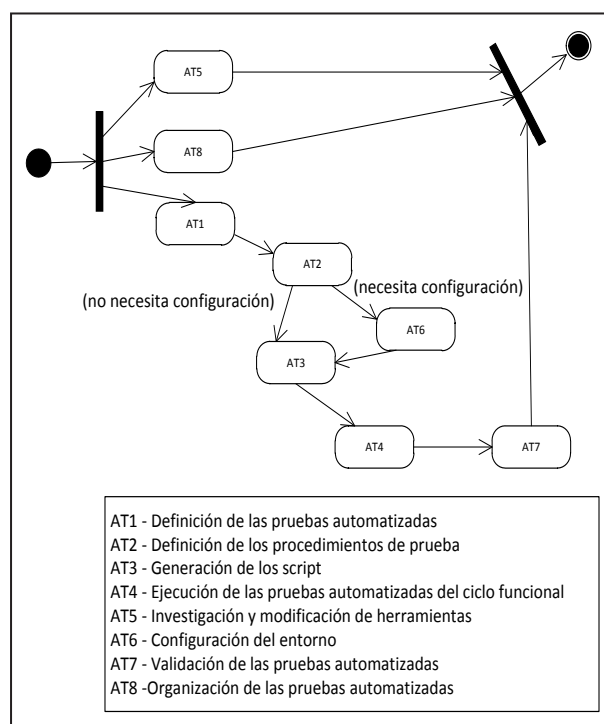 AT5
AT8
AT1
AT2
(no necesita configuración)
(necesita configuración)
AT6
AT3
AT4
AT7
AT1 - Definición de las pruebas automatizadas
AT2 - Definición de los procedimientos de prueba
AT3 - Generación de los script
AT4 - Ejecución de las pruebas automatizadas del ciclo funcional
AT5 - Investigación y modificación de herramientas
AT6 - Configuración del entorno
AT7 - Validación de las pruebas automatizadas
AT8 -Organización de las pruebas automatizadas